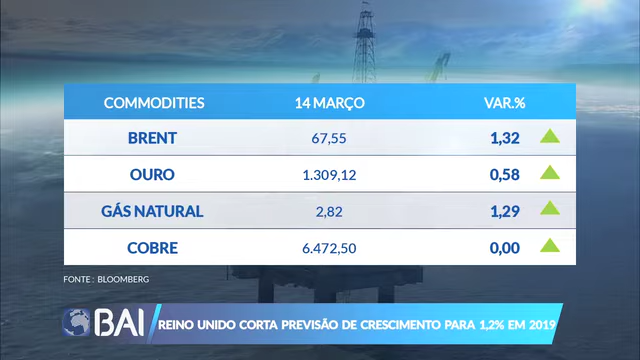 COMMODITIES 14 MARÇO VAR.%
BRENT 67,55 1,32
OURO 1.309,12 0,58
GÁS NATURAL 2,82 1,29
COBRE 6.472,50 0,00
FONTE : BLOOMBERG
BAI REINO UNIDO CORTA PREVISÃO DE CRESCIMENTO PARA 1,2% EM 2019